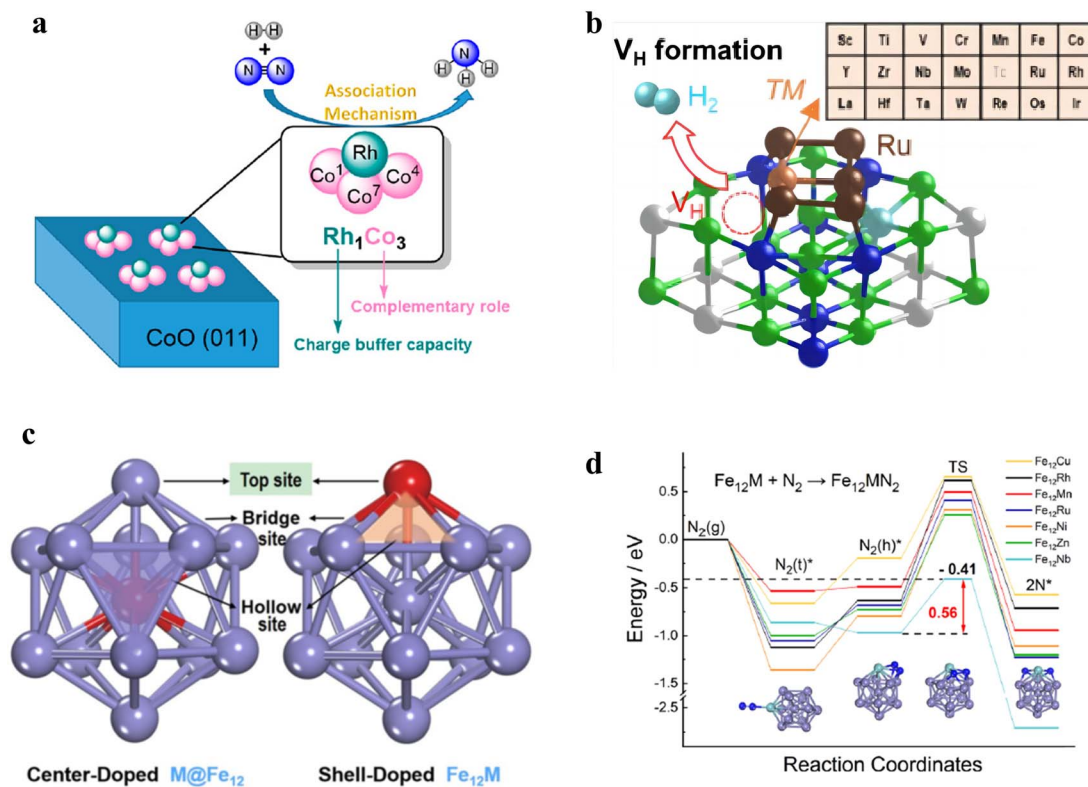 a
H H
+
N N
N
H H
H
Association
Mechanism
Rh
Co¹ Co⁴
Co⁷
Rh₁Co₃
Complementary role
Charge buffer capacity
CoO (011)
b
V_H formation
H₂
TM
Ru
V_H
Sc Ti V Cr Mn Fe Co
Y Zr Nb Mo Tc Ru Rh
La Hf Ta W Re Os Ir
c
Top site
Bridge
site
Hollow
site
Center-Doped M@Fe₁₂
Shell-Doped Fe₁₂M
d
Fe₁₂M + N₂ → Fe₁₂MN₂
TS
Fe₁₂Cu
Fe₁₂Rh
Fe₁₂Mn
Fe₁₂Ru
Fe₁₂Ni
Fe₁₂Zn
Fe₁₂Nb
N₂(g)
N₂(t)*
N₂(h)*
- 0.41
0.56
2N*
0.0
-0.5
-1.0
-1.5
-2.5
Energy / eV
Reaction Coordinates